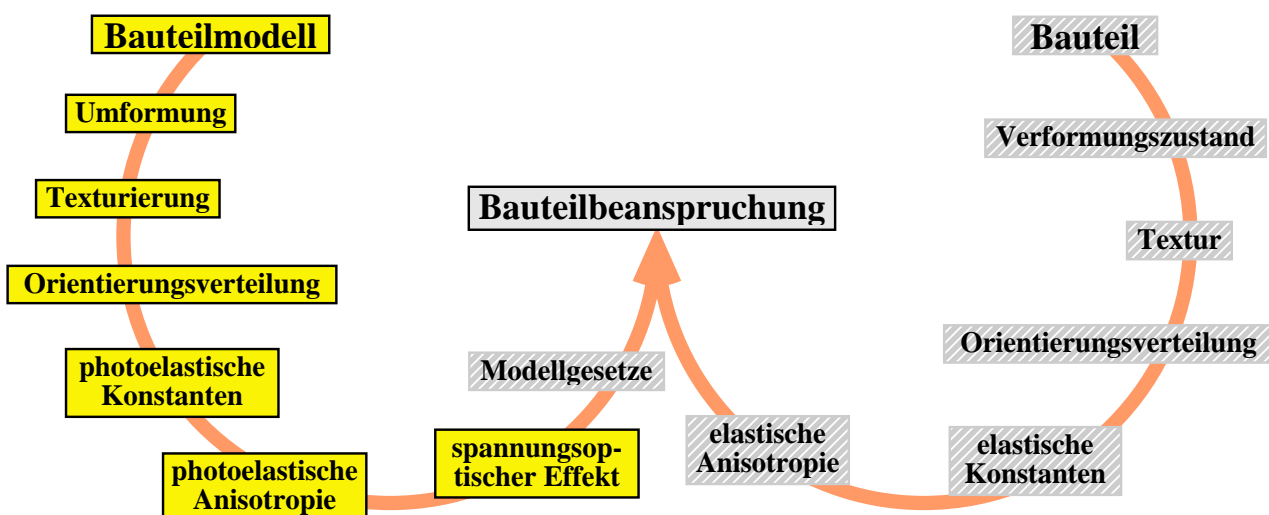 Bauteilmodell
Umformung
Texturierung
Orientierungsverteilung
photoelastische
Konstanten
photoelastische
Anisotropie
spannungsop-
tischer Effekt
Modellgesetze
Bauteilbeanspruchung
Bauteil
Verformungszustand
Textur
Orientierungsverteilung
elastische
Konstanten
elastische
Anisotropie